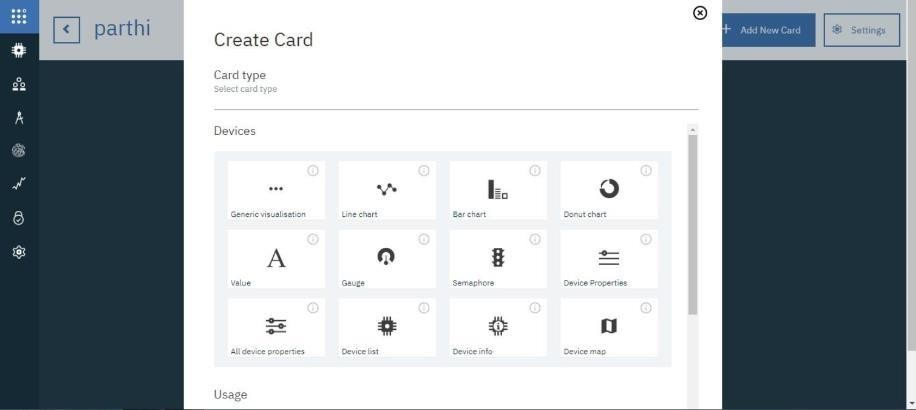 parthi
Add New Card
Settings
Create Card
Card type
Select card type
Devices
Generic visualisation
Line chart
Bar chart
Donut chart
Value
Gauge
Semaphore
Device Properties
All device properties
Device list
Device info
Device map
Usage